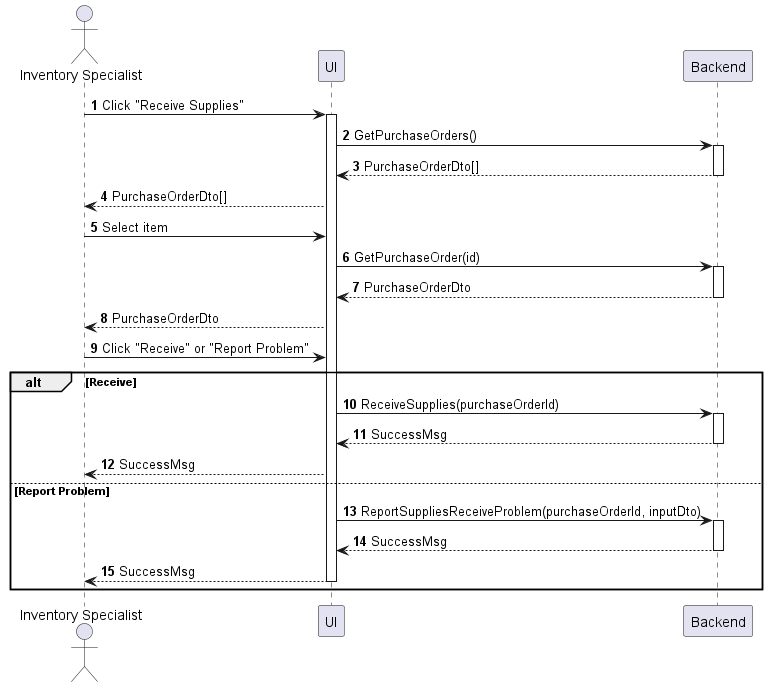 Inventory Specialist
UI
Backend
1 Click "Receive Supplies"
2 GetPurchaseOrders()
3 PurchaseOrderDto[]
4 PurchaseOrderDto[]
5 Select item
6 GetPurchaseOrder(id)
7 PurchaseOrderDto
8 PurchaseOrderDto
9 Click "Receive" or "Report Problem"
alt [Receive]
10 ReceiveSupplies(purchaseOrderId)
11 SuccessMsg
12 SuccessMsg
[Report Problem]
13 ReportSuppliesReceiveProblem(purchaseOrderId, inputDto)
14 SuccessMsg
15 SuccessMsg
Inventory Specialist
UI
Backend